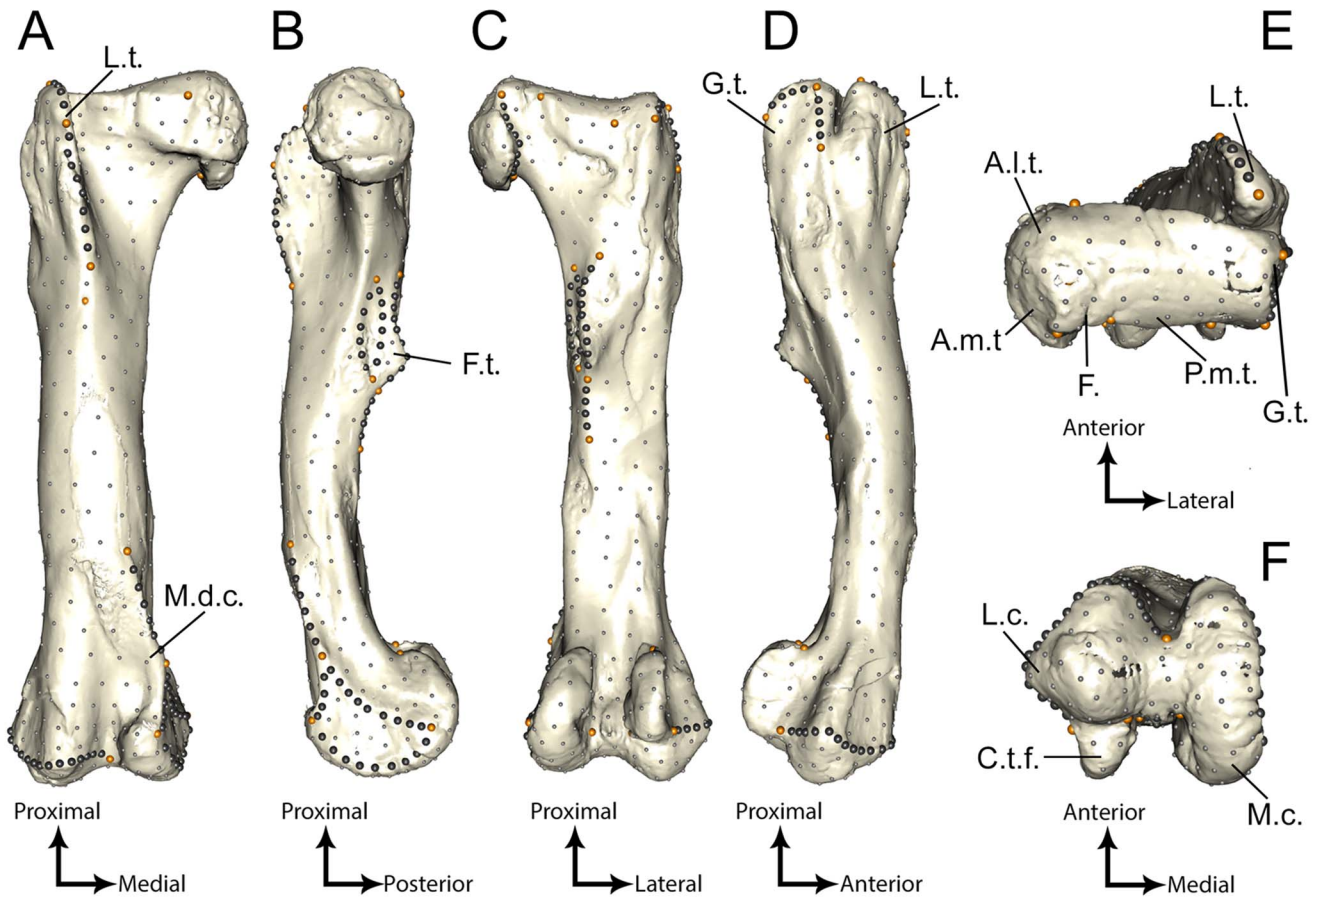 A
B
C
D
E
L.t.
G.t.
L.t.
L.t.
A.l.t.
A.m.t
F.
P.m.t.
G.t.
F.t.
Anterior
Lateral
M.d.c.
F
L.c.
C.t.f.
M.c.
Proximal
Medial
Proximal
Posterior
Proximal
Lateral
Proximal
Anterior
Anterior
Medial